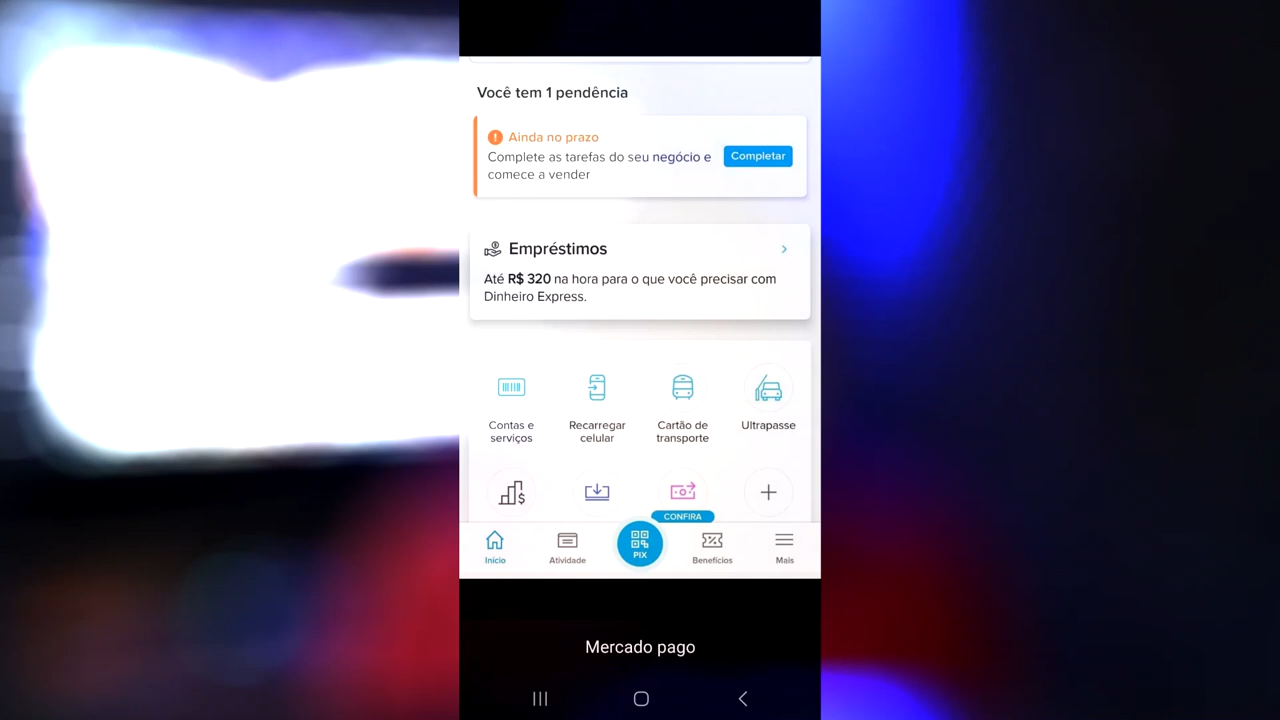 Você tem 1 pendência
Ainda no prazo
Complete as tarefas do seu negócio e
comece a vender
Completar
Empréstimos
Até R$ 320 na hora para o que você precisar com
Dinheiro Express.
Contas e
serviços
Recarregar
celular
Cartão de
transporte
Ultrapasse
CONFIRA
Início
Atividade
PIX
Benefícios
Mais
Mercado pago